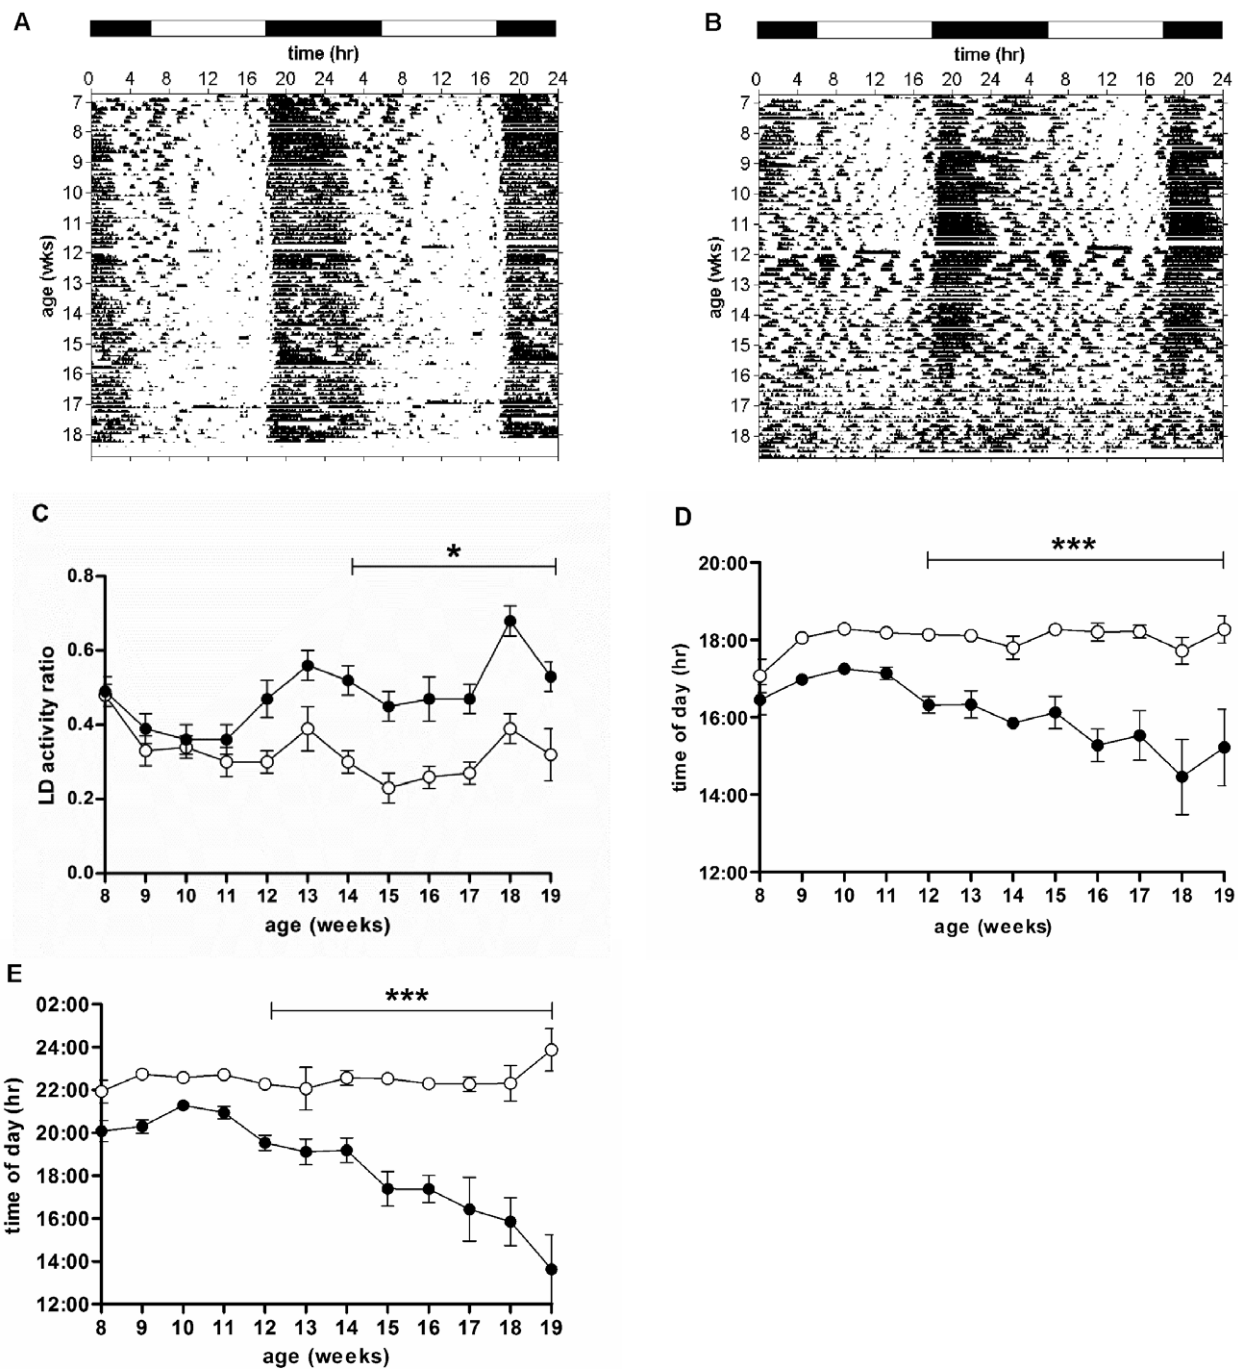 A
time (hr)
0 4 8 12 16 20 24 4 8 12 16 20 24
7
8
9
10
11
12
13
14
15
16
17
18
age (wks)
B
time (hr)
0 4 8 12 16 20 24 4 8 12 16 20 24
7
8
9
10
11
12
13
14
15
16
17
18
age (wks)
C
*
0.8
0.6
0.4
0.2
0.0
LD activity ratio
8 9 10 11 12 13 14 15 16 17 18 19
age (weeks)
D
***
20:00
18:00
16:00
14:00
12:00
time of day (hr)
8 9 10 11 12 13 14 15 16 17 18 19
age (weeks)
E
***
02:00
24:00
22:00
20:00
18:00
16:00
14:00
12:00
time of day (hr)
8 9 10 11 12 13 14 15 16 17 18 19
age (weeks)